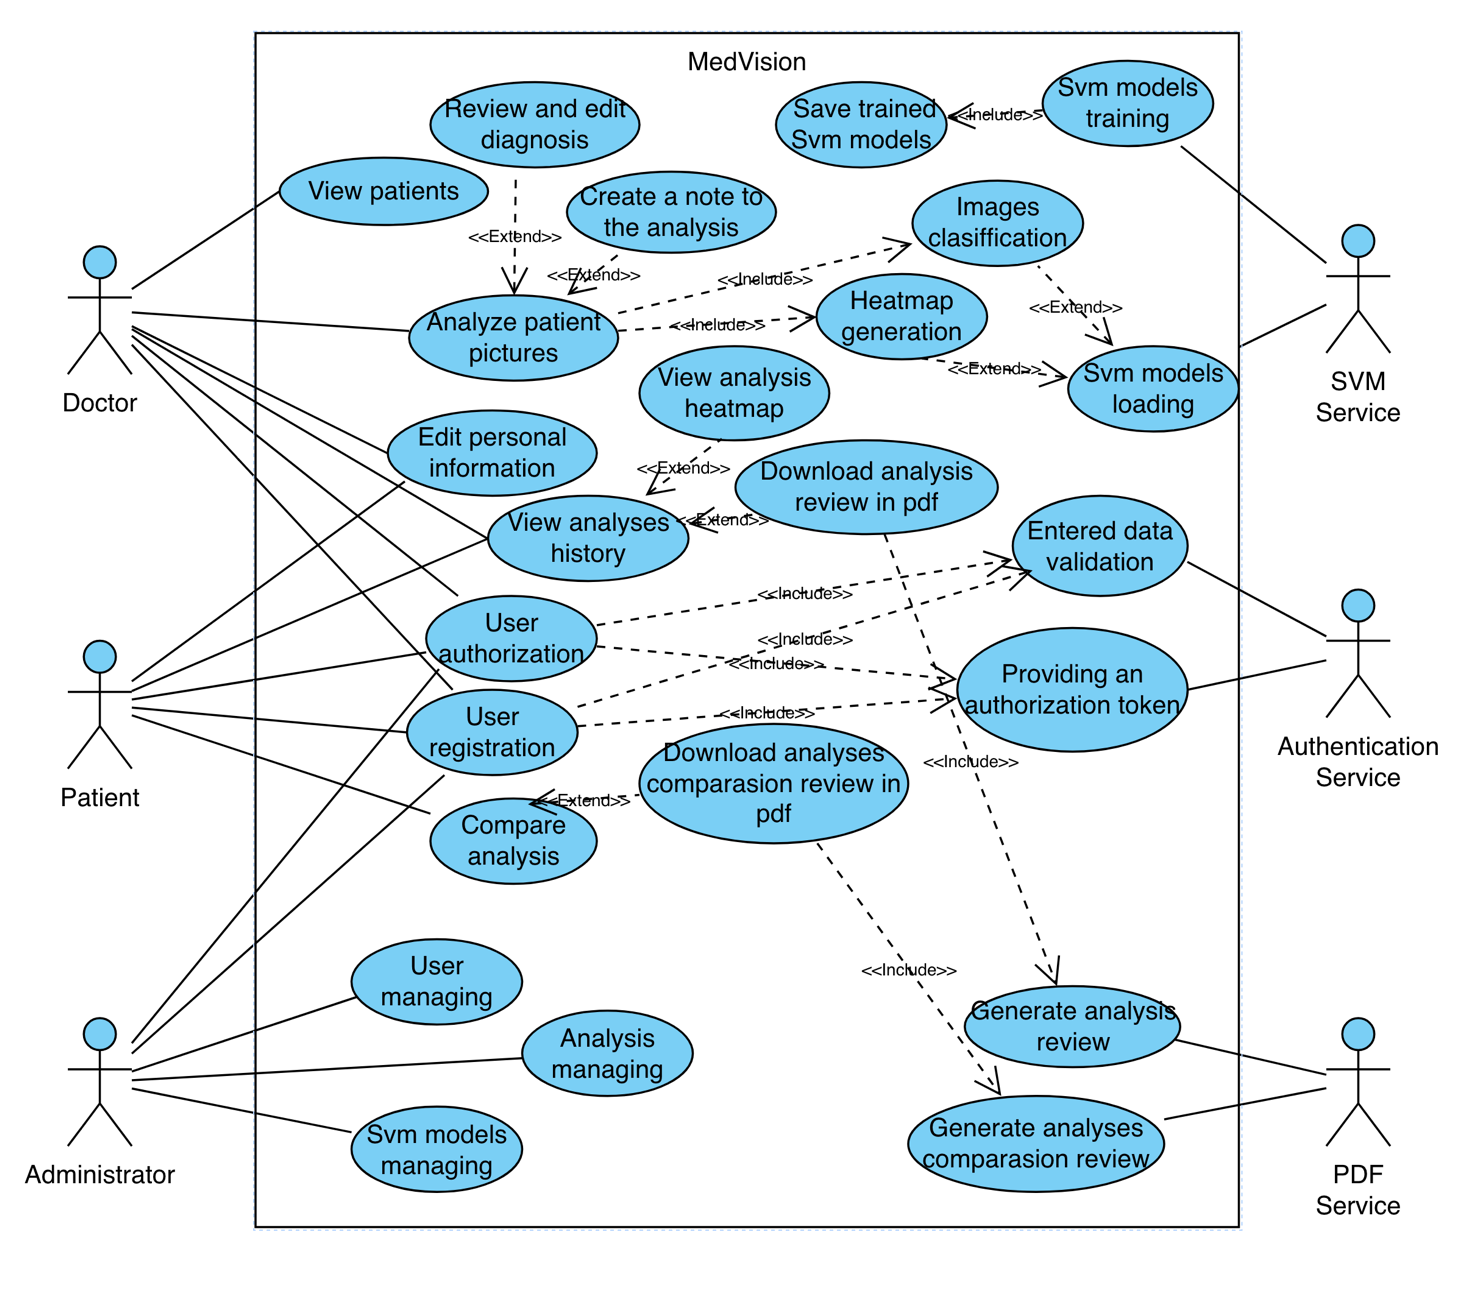 MedVision
Review and edit
diagnosis
Save trained
Svm models
<<Include>>
Svm models
training
View patients
Create a note to
the analysis
Images
clasiffication
<<Extend>>
<<Extend>>
<<Include>>
Heatmap
generation
<<Extend>>
Analyze patient
pictures
<<Include>>
<<Extend>>
Svm models
loading
Doctor
SVM
Service
View analysis
heatmap
Edit personal
information
<<Extend>>
Download analysis
review in pdf
View analyses
history
<<Extend>>
Entered data
validation
<<Include>>
User
authorization
<<Include>>
<<Include>>
Providing an
authorization token
User
registration
<<Include>>
Authentication
Service
Download analyses
comparasion review in
pdf
<<Include>>
Patient
<<Extend>>
Compare
analysis
User
managing
<<Include>>
Generate analysis
review
Analysis
managing
Svm models
managing
Generate analyses
comparasion review
Administrator
PDF
Service